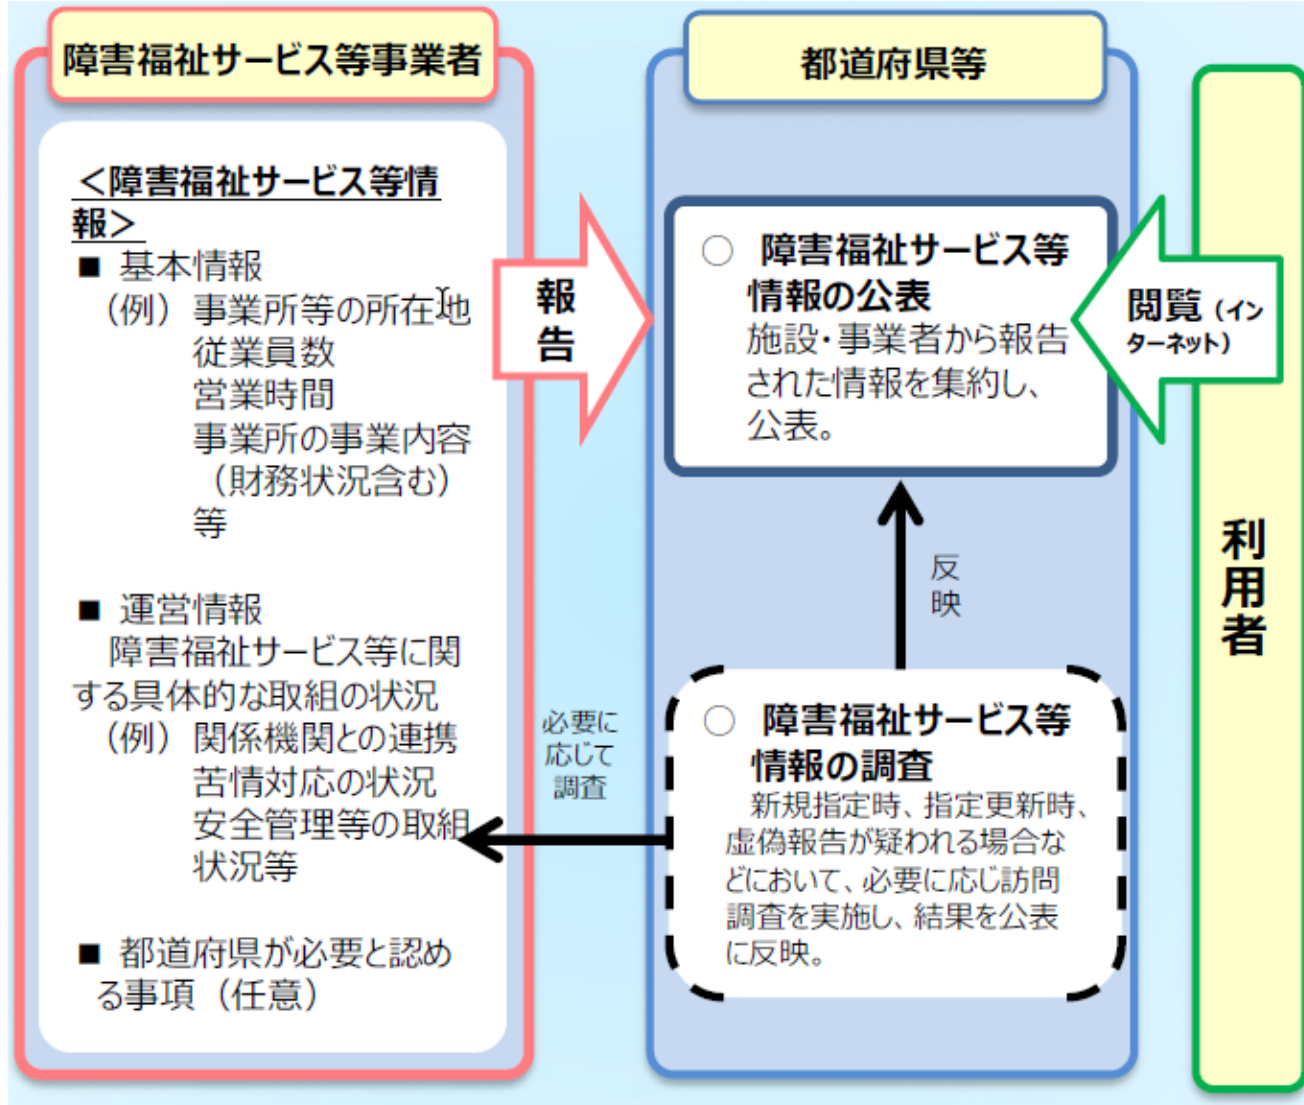 障害福祉サービス等事業者
＜障害福祉サービス等情
報＞
■ 基本情報
（例）事業所等の所在地
従業員数
営業時間
事業所の事業内容
（財務状況含む）
等
■ 運営情報
障害福祉サービス等に関
する具体的な取組の状況
（例）関係機関との連携
苦情対応の状況
安全管理等の取組
状況等
■ 都道府県が必要と認め
る事項（任意）
報
告
必要に
応じて
調査
都道府県等
○ 障害福祉サービス等
情報の公表
施設・事業者から報告
された情報を集約し、
公表。
反
映
○ 障害福祉サービス等
情報の調査
新規指定時、指定更新時、
虚偽報告が疑われる場合な
どにおいて、必要に応じ訪問
調査を実施し、結果を公表
に反映。
閲覧（イン
ターネット）
利
用
者